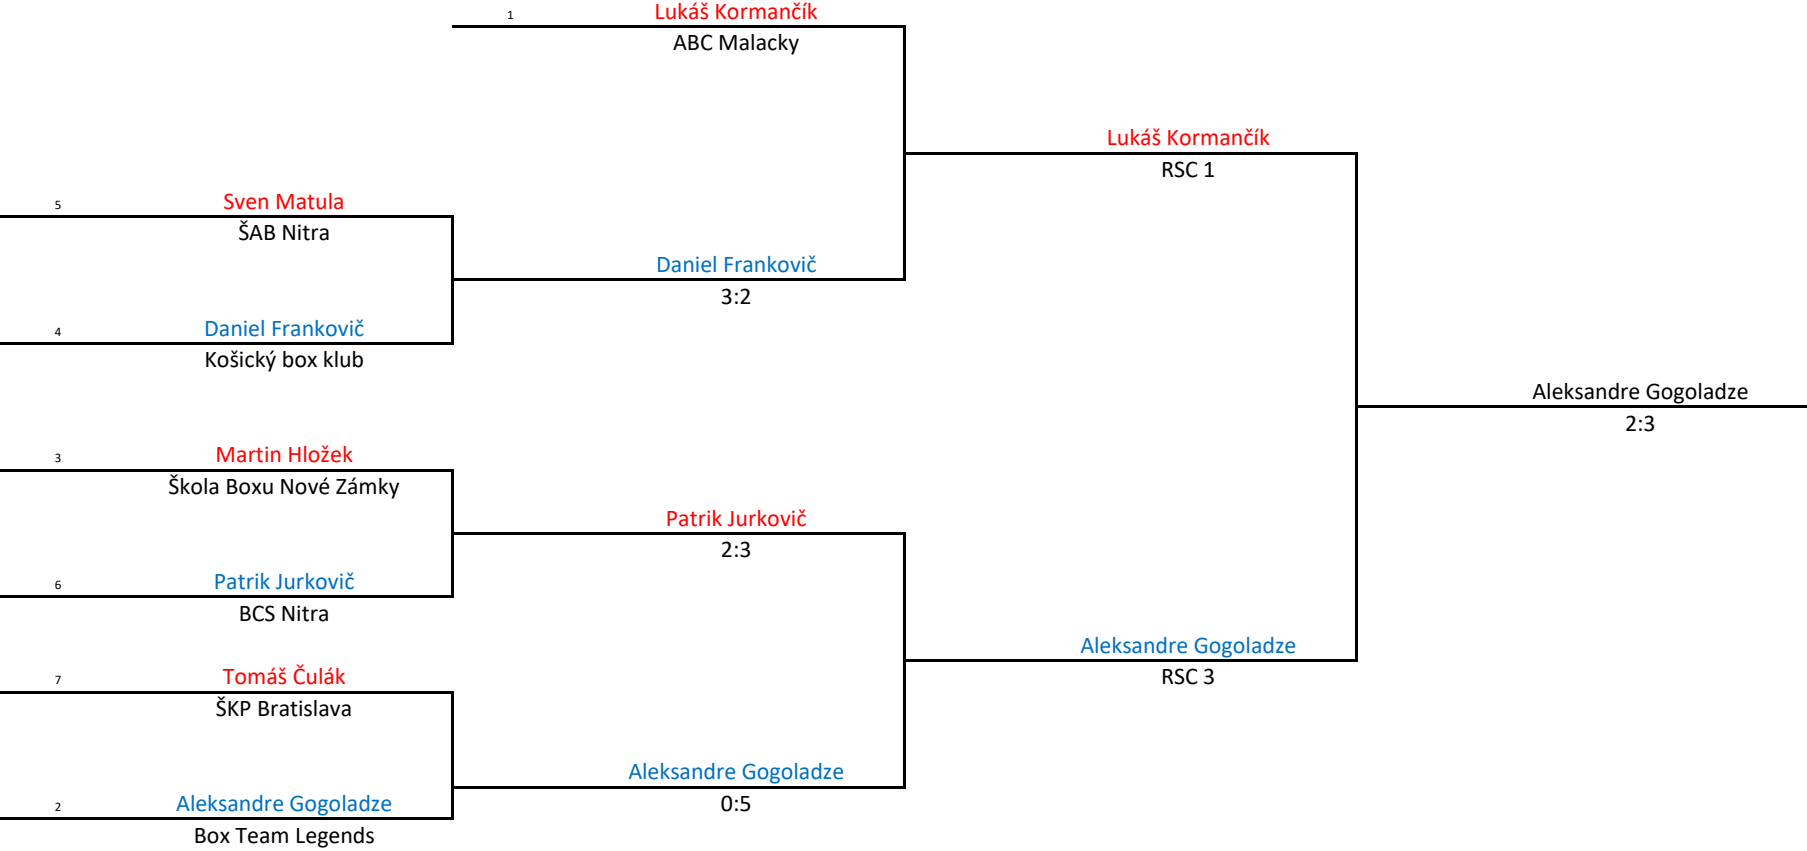 1
Lukáš Kormančík
ABC Malacky
Lukáš Kormančík
RSC 1
5
Sven Matula
ŠAB Nitra
Daniel Frankovič
3:2
4
Daniel Frankovič
Košický box klub
Aleksandre Gogoladze
2:3
3
Martin Hložek
Škola Boxu Nové Zámky
Patrik Jurkovič
2:3
6
Patrik Jurkovič
BCS Nitra
Aleksandre Gogoladze
RSC 3
7
Tomáš Čulák
ŠKP Bratislava
Aleksandre Gogoladze
0:5
2
Aleksandre Gogoladze
Box Team Legends